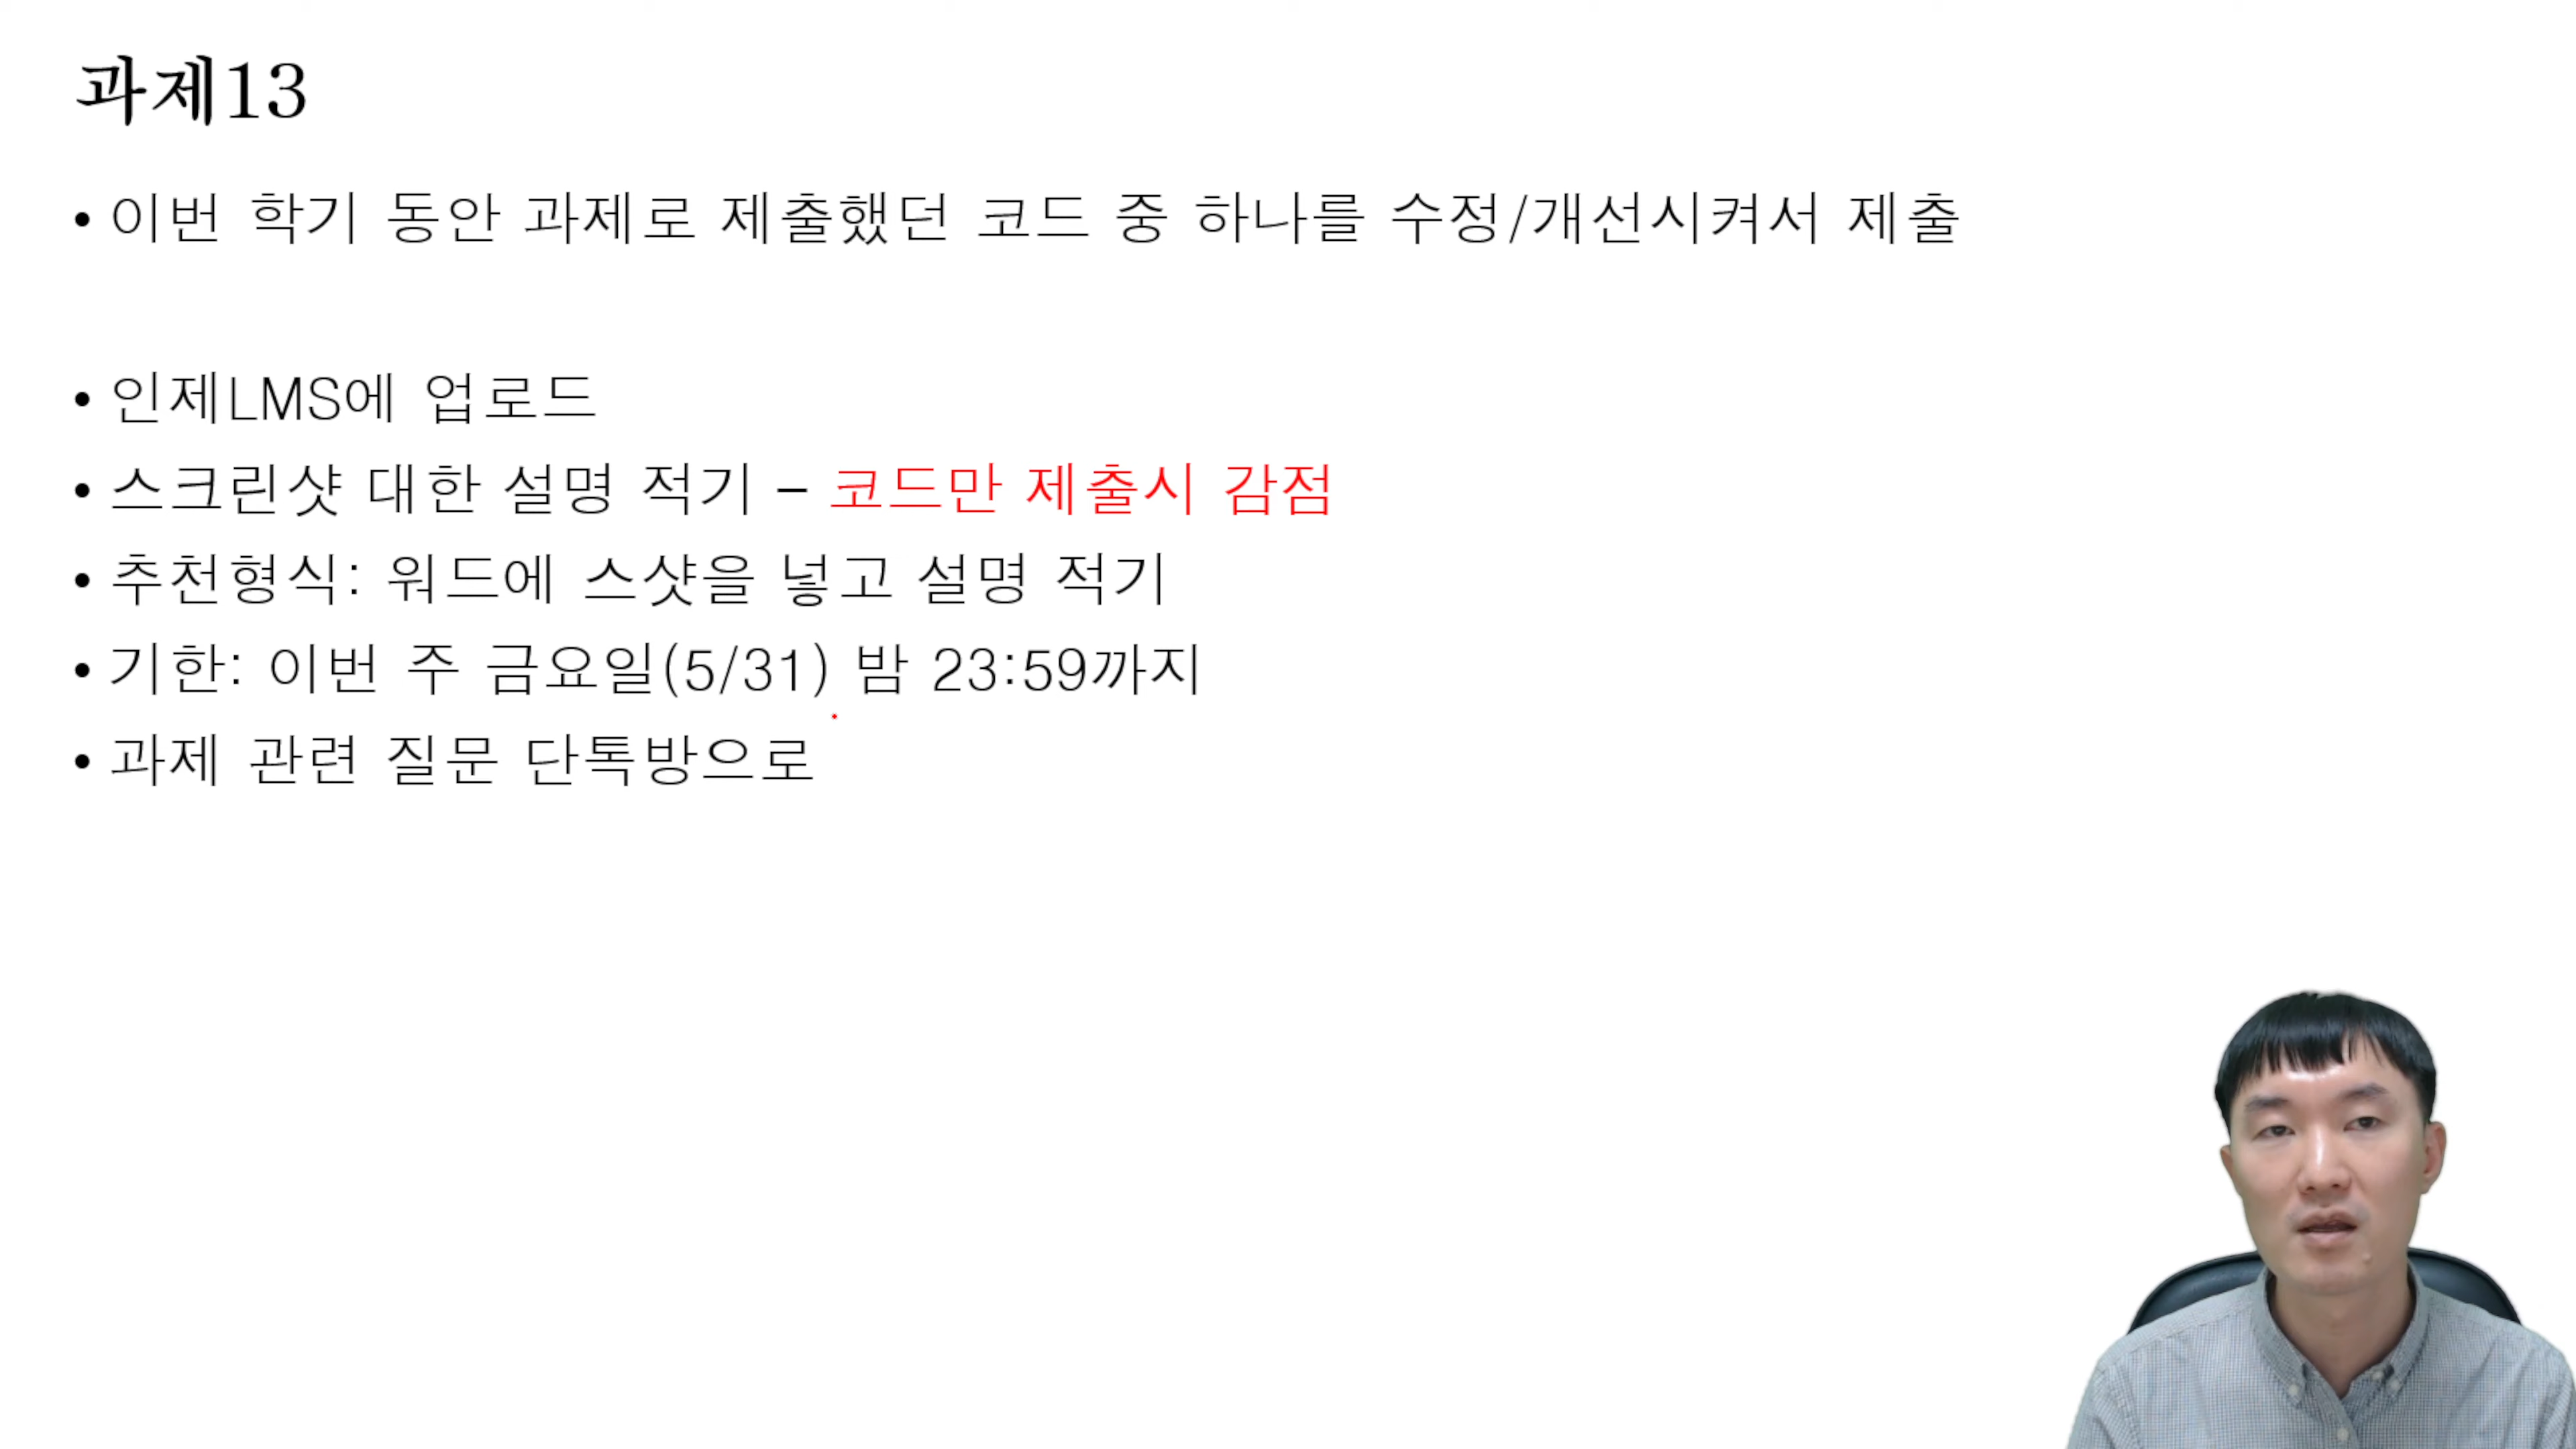 과제13
• 이번 학기 동안 과제로 제출했던 코드 중 하나를 수정/개선시켜서 제출
• 인제LMS에 업로드
• 스크린샷 대한 설명 적기 – 코드만 제출시 감점
• 추천형식: 워드에 스샷을 넣고 설명 적기
• 기한: 이번 주 금요일(5/31) 밤 23:59까지
• 과제 관련 질문 단톡방으로